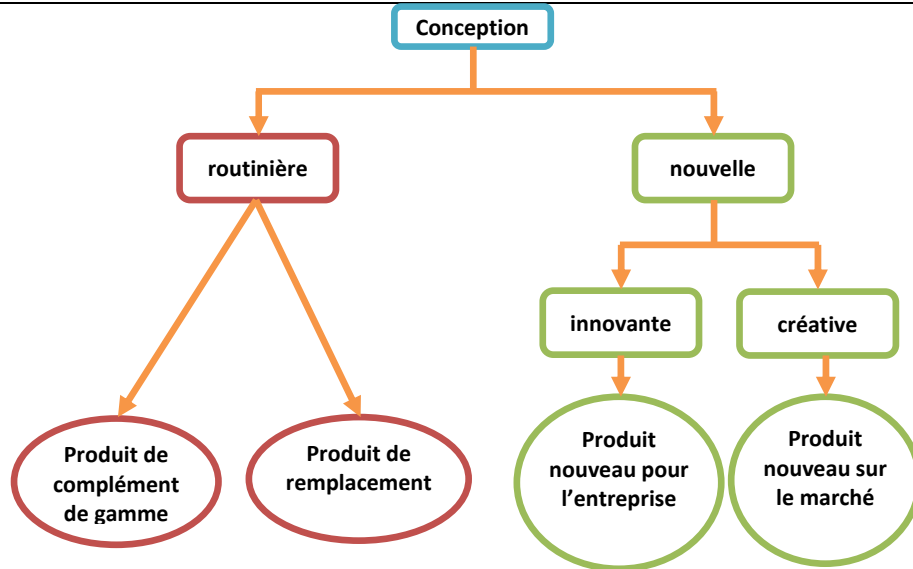 Conception
routinière
nouvelle
innovante
créative
Produit de
complément
de gamme
Produit de
remplacement
Produit
nouveau pour
l'entreprise
Produit
nouveau sur
le marché